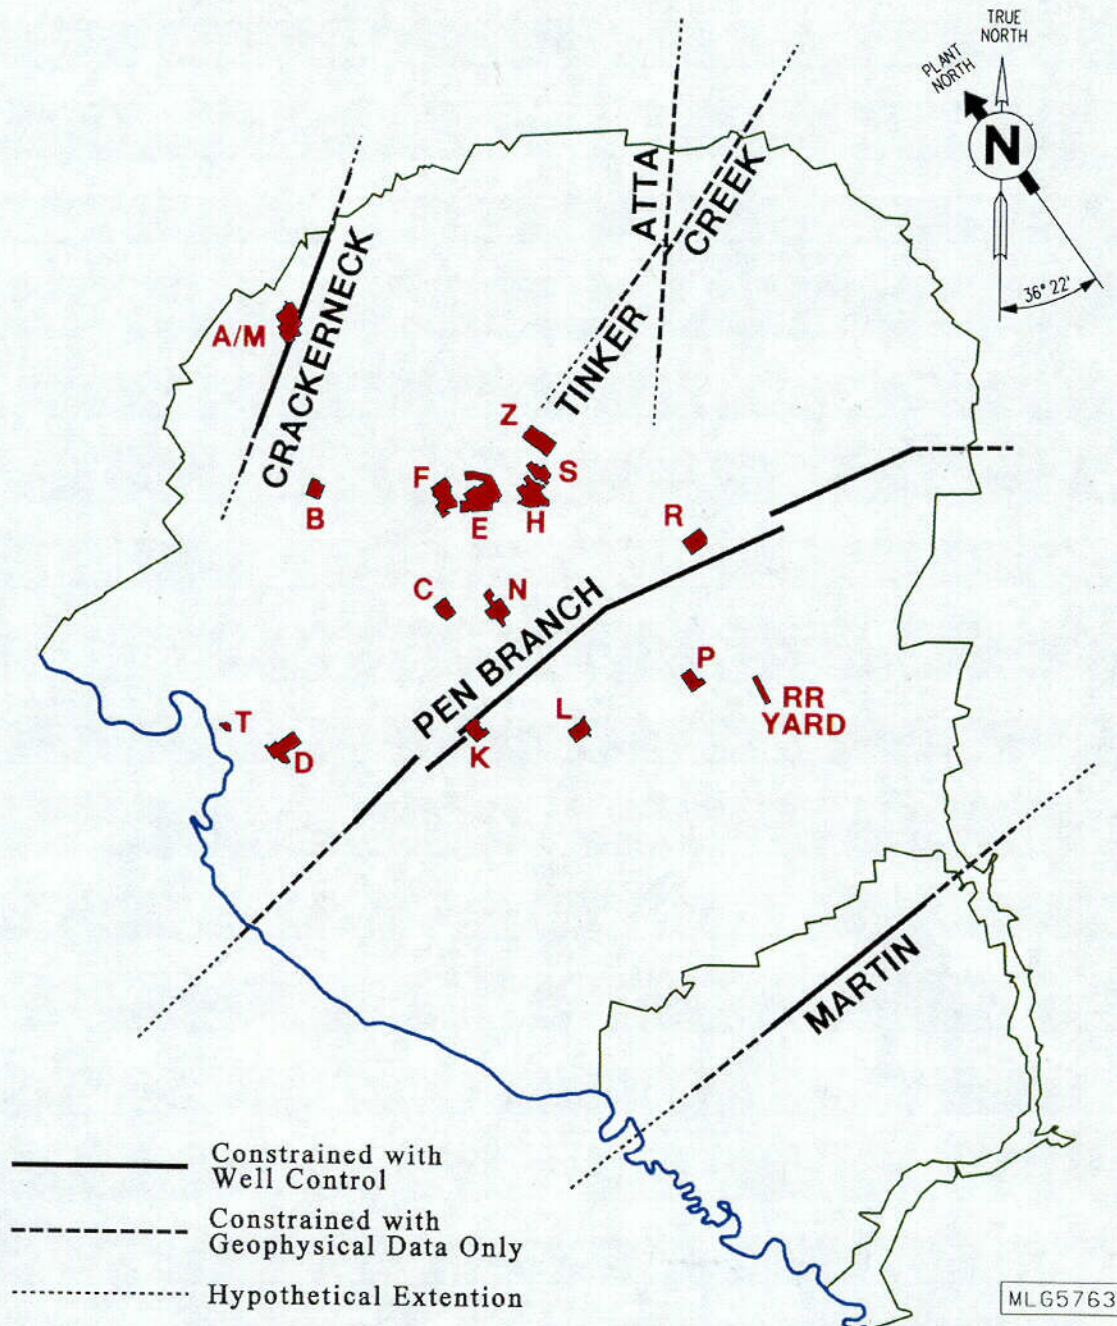 TRUE
NORTH
PLANT
NORTH
N
36° 22'
ATTA
CREEK
TINKER
CRACKERNECK
A/M
Z
S
F
E
H
B
R
C
N
PEN BRANCH
P
RR
YARD
T
D
L
K
MARTIN
Constrained with
Well Control
Constrained with
Geophysical Data Only
Hypothetical Extention
MLG5763